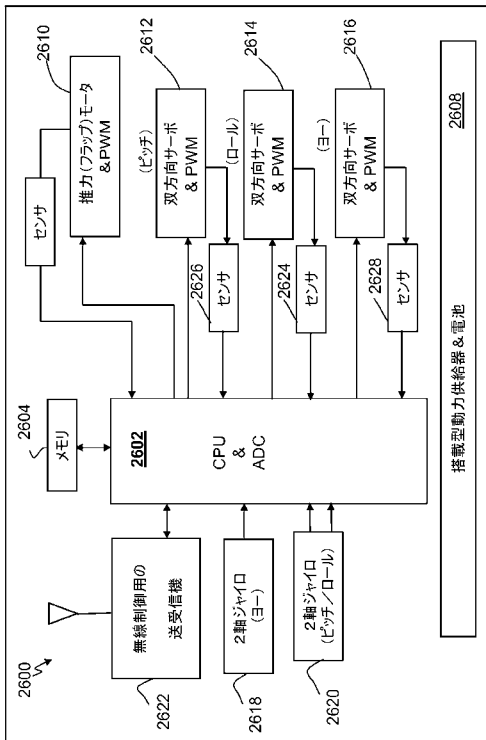 2600
無線制御用の
送受信機
2622
2軸ジャイロ
(ヨー)
2618
2軸ジャイロ
(ピッチ/ロール)
2620
メモリ
2604
2602
CPU
&
ADC
センサ
推力(フラップ)モータ
&PWM
2610
(ピッチ)
双方向サーボ
& PWM
2612
センサ
2626
(ロール)
双方向サーボ
& PWM
2614
センサ
2624
(ヨー)
双方向サーボ
& PWM
2616
センサ
2628
搭載型動力供給器&電池
2608